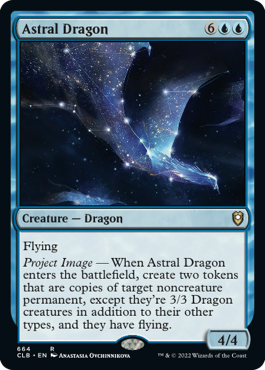 Astral Dragon 6
Creature — Dragon
Flying
Project Image — When Astral Dragon
enters the battlefield, create two tokens
that are copies of target noncreature
permanent, except they're 3/3 Dragon
creatures in addition to their other
types, and they have flying.
4/4
664 R
CLB • EN Anastasia Ovchinnikova
™ & © 2022 Wizards of the Coast